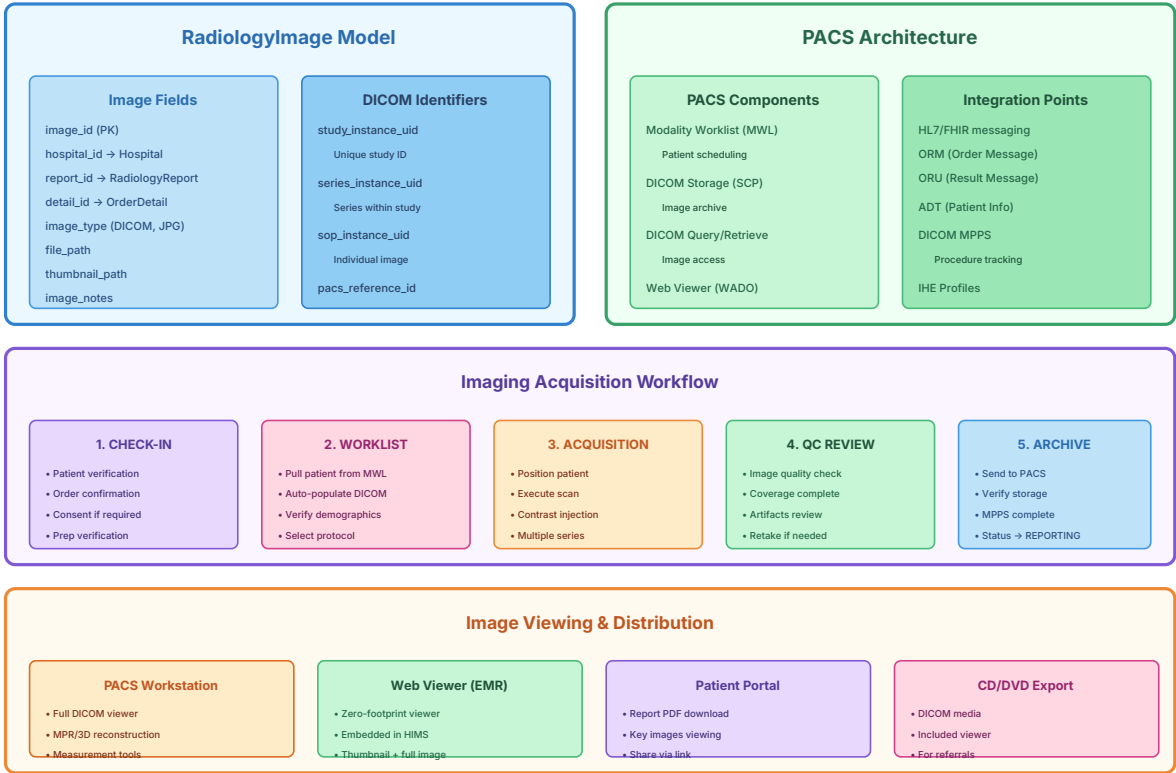 RadiologyImage Model
Image Fields
image_id (PK)
hospital_id → Hospital
report_id → RadiologyReport
detail_id → OrderDetail
image_type (DICOM, JPG)
file_path
thumbnail_path
image_notes
DICOM Identifiers
study_instance_uid
Unique study ID
series_instance_uid
Series within study
sop_instance_uid
Individual image
pacs_reference_id
PACS Architecture
PACS Components
Modality Worklist (MWL)
Patient scheduling
DICOM Storage (SCP)
Image archive
DICOM Query/Retrieve
Image access
Web Viewer (WADO)
Integration Points
HL7/FHIR messaging
ORM (Order Message)
ORU (Result Message)
ADT (Patient Info)
DICOM MPPS
Procedure tracking
IHE Profiles
Imaging Acquisition Workflow
1. CHECK-IN
• Patient verification
• Order confirmation
• Consent if required
• Prep verification
2. WORKLIST
• Pull patient from MWL
• Auto-populate DICOM
• Verify demographics
• Select protocol
3. ACQUISITION
• Position patient
• Execute scan
• Contrast injection
• Multiple series
4. QC REVIEW
• Image quality check
• Coverage complete
• Artifacts review
• Retake if needed
5. ARCHIVE
• Send to PACS
• Verify storage
• MPPS complete
• Status → REPORTING
Image Viewing & Distribution
PACS Workstation
• Full DICOM viewer
• MPR/3D reconstruction
• Measurement tools
Web Viewer (EMR)
• Zero-footprint viewer
• Embedded in HIMS
• Thumbnail + full image
Patient Portal
• Report PDF download
• Key images viewing
• Share via link
CD/DVD Export
• DICOM media
• Included viewer
• For referrals